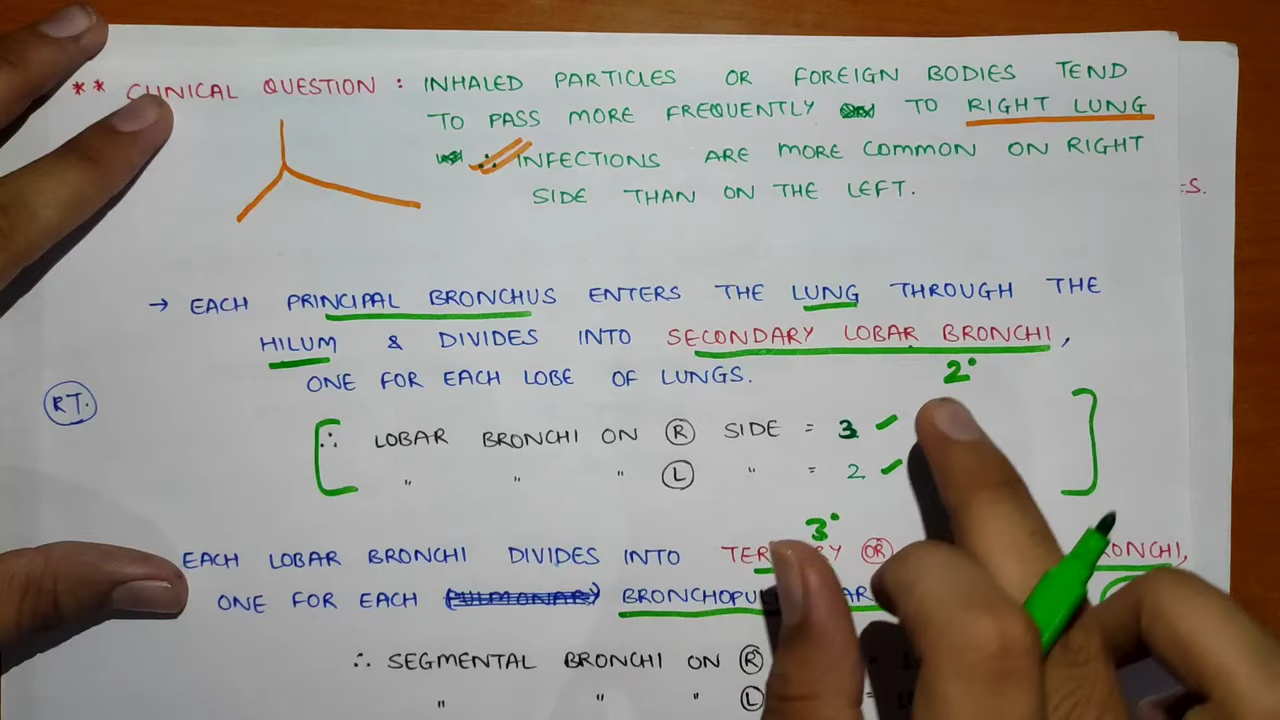 ** CLINICAL QUESTION : INHALED PARTICLES OR FOREIGN BODIES TEND
TO PASS MORE FREQUENTLY TO RIGHT LUNG
∴ INFECTIONS ARE MORE COMMON ON RIGHT
SIDE THAN ON THE LEFT.
→ EACH PRINCIPAL BRONCHUS ENTERS THE LUNG THROUGH THE
HILUM & DIVIDES INTO SECONDARY LOBAR BRONCHI,
2°
ONE FOR EACH LOBE OF LUNGS.
RT.
∴ LOBAR BRONCHI ON R SIDE = 3
" " " L " = 2
3°
EACH LOBAR BRONCHI DIVIDES INTO OR
ONE FOR EACH (PULMONARY)
∴ SEGMENTAL BRONCHI ON R
" " " L